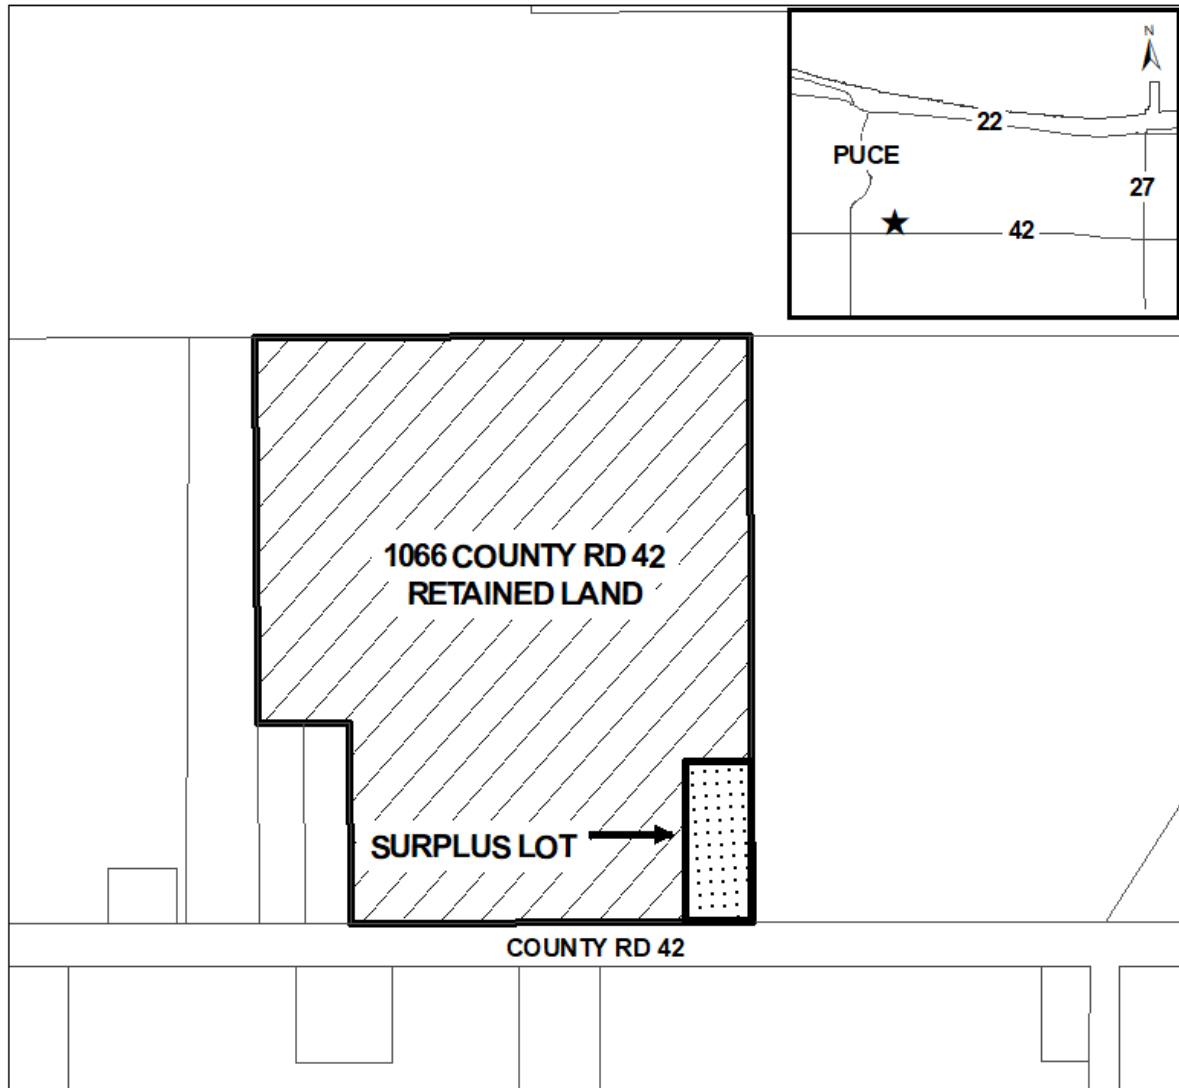 N
22
PUCE
27
42
1066 COUNTY RD 42
RETAINED LAND
SURPLUS LOT
COUNTY RD 42